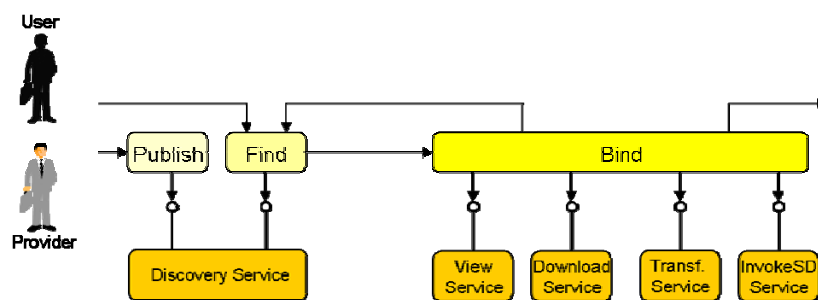 User
Provider
Publish
Find
Bind
Discovery Service
View
Service
Download
Service
Transf.
Service
InvokeSD
Service